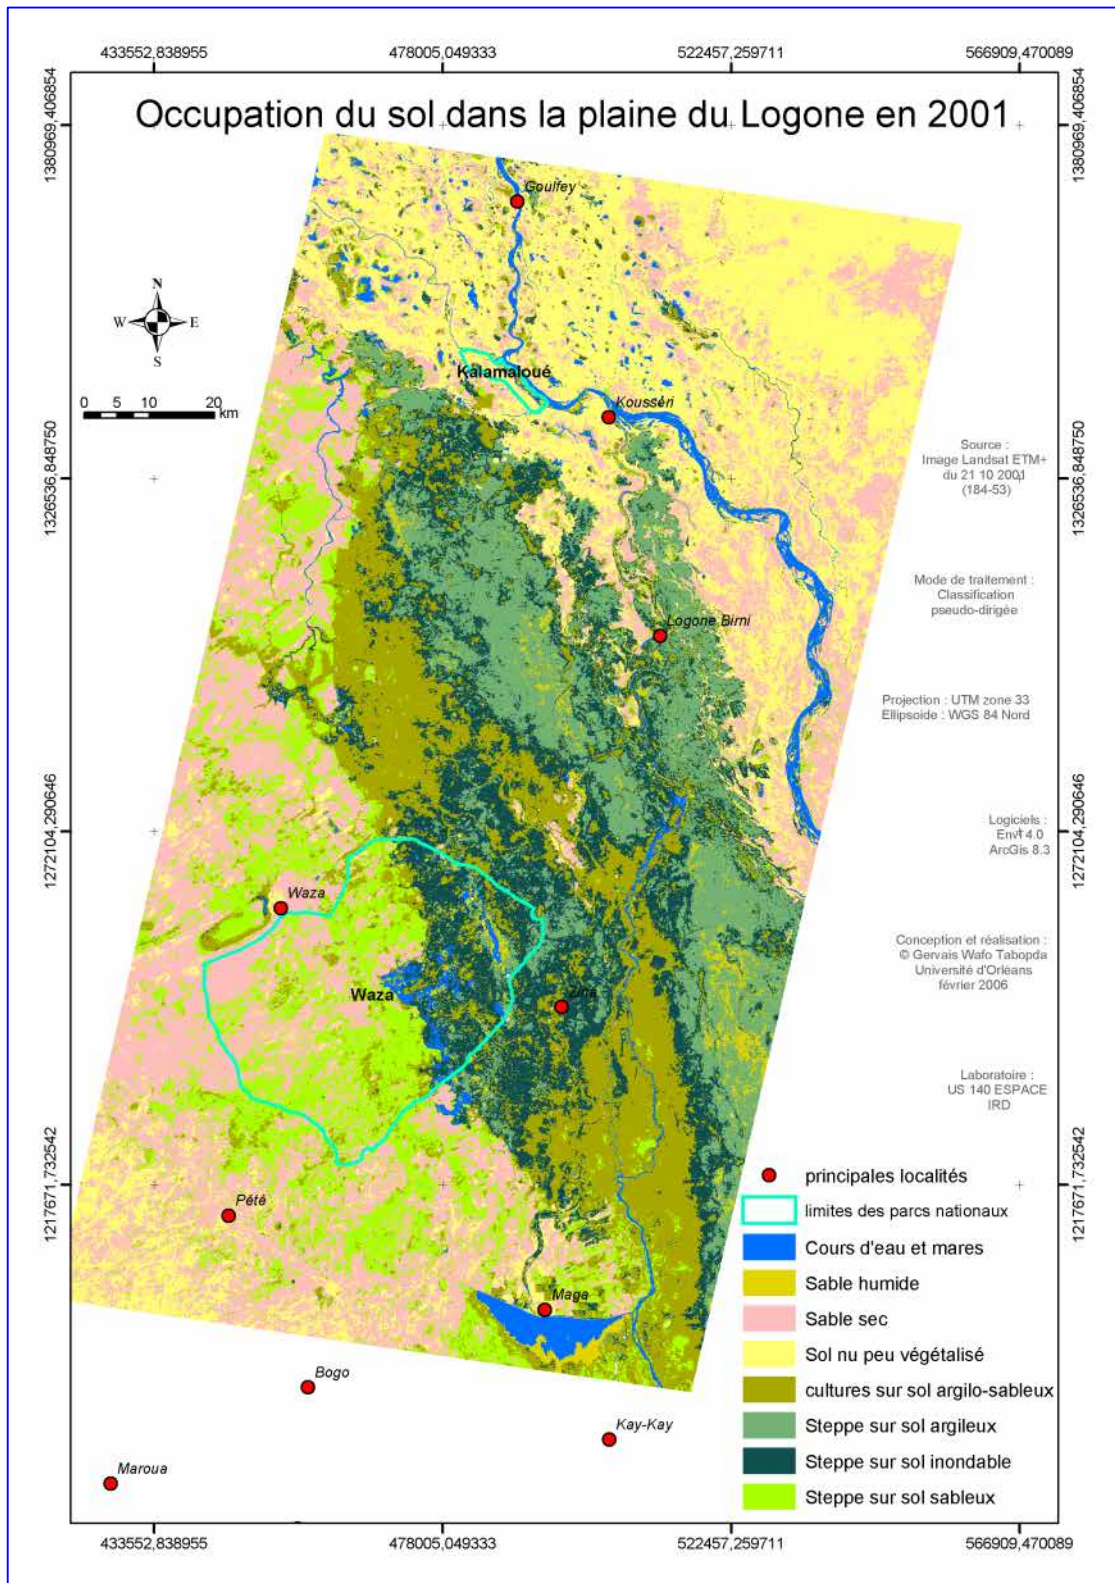 433552,838955
478005,049333
522457,259711
566909,470089
1380969,406854
1380969,406854
Occupation du sol dans la plaine du Logone en 2001
Goulfey
N
W
E
S
Kalamaloué
0 5 10 20
km
Kousséri
1326536,848750
1326536,848750
Source :
Image Landsat ETM+
du 21 10 2001
(184-53)
Mode de traitement :
Classification
pseudo-dirigée
Logone Birni
Projection : UTM zone 33
Ellipsoide : WGS 84 Nord
1272104,290646
1272104,290646
Logiciels :
Envi 4.0
ArcGis 8.3
Waza
Conception et réalisation :
© Gervais Wafo Tabopda
Université d'Orléans
février 2006
Waza
Zina
Laboratoire :
US 140 ESPACE
IRD
1217671,732542
1217671,732542
principales localités
Pété
limites des parcs nationaux
Cours d'eau et mares
Sable humide
Maga
Sable sec
Sol nu peu végétalisé
Bogo
cultures sur sol argilo-sableux
Steppe sur sol argileux
Kay-Kay
Steppe sur sol inondable
Maroua
Steppe sur sol sableux
433552,838955
478005,049333
522457,259711
566909,470089